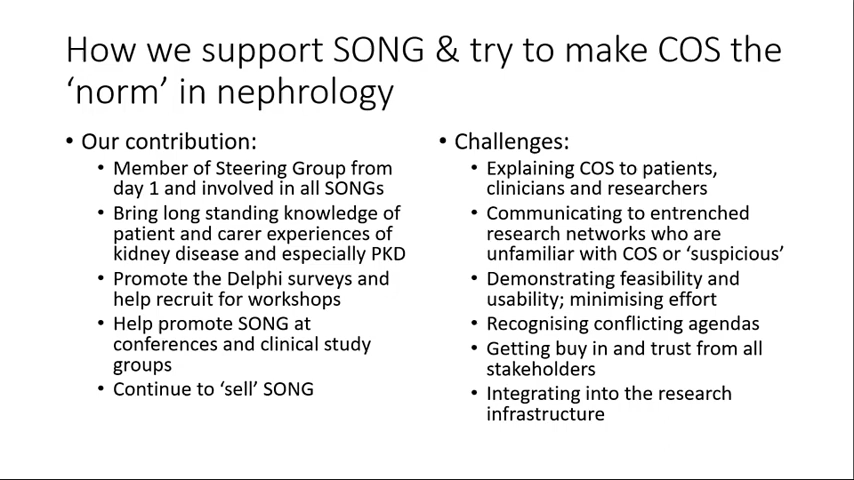 How we support SONG & try to make COS the
‘norm’ in nephrology
• Our contribution:
• Member of Steering Group from
day 1 and involved in all SONGs
• Bring long standing knowledge of
patient and carer experiences of
kidney disease and especially PKD
• Promote the Delphi surveys and
help recruit for workshops
• Help promote SONG at
conferences and clinical study
groups
• Continue to ‘sell’ SONG
• Challenges:
• Explaining COS to patients,
clinicians and researchers
• Communicating to entrenched
research networks who are
unfamiliar with COS or ‘suspicious’
• Demonstrating feasibility and
usability; minimising effort
• Recognising conflicting agendas
• Getting buy in and trust from all
stakeholders
• Integrating into the research
infrastructure